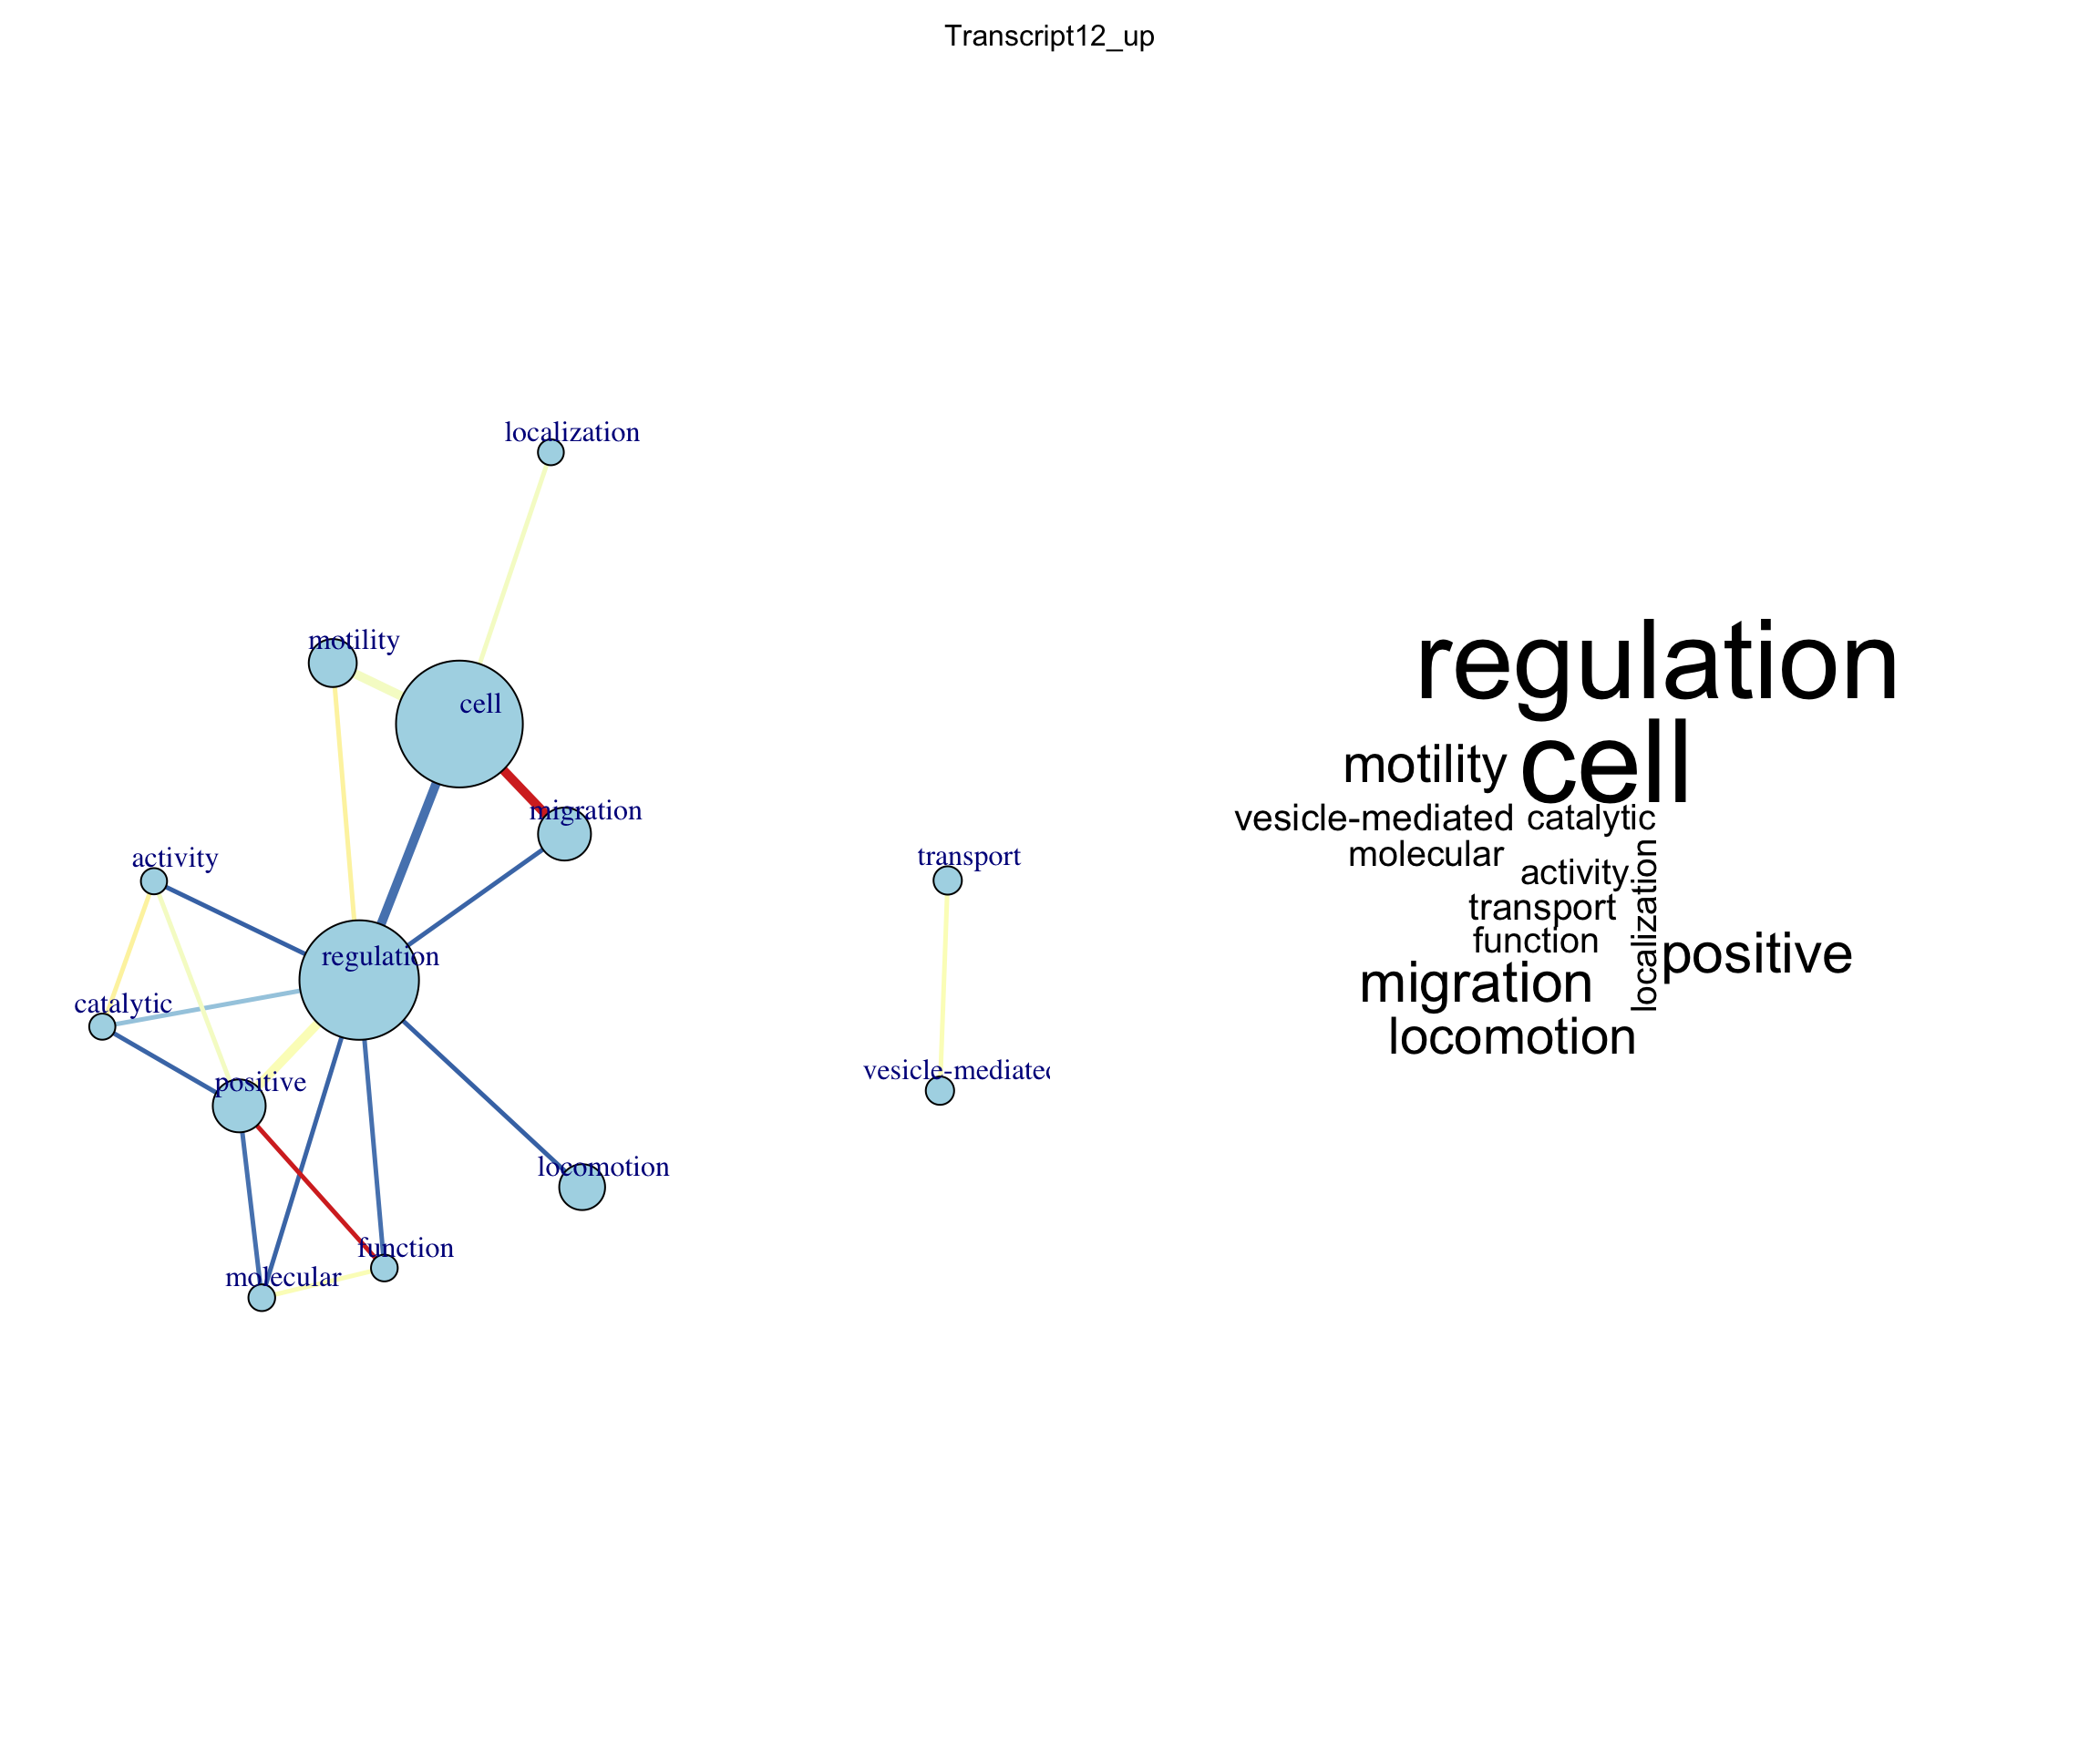 Transcript12_up
localization
motility
cell
migration
activity
regulation
catalytic
positive
locomotion
function
molecular
transport
vesicle-mediated
regulation
cell
motility
vesicle-mediated catalytic
molecular
activity
transport
function
localization
positive
migration
locomotion